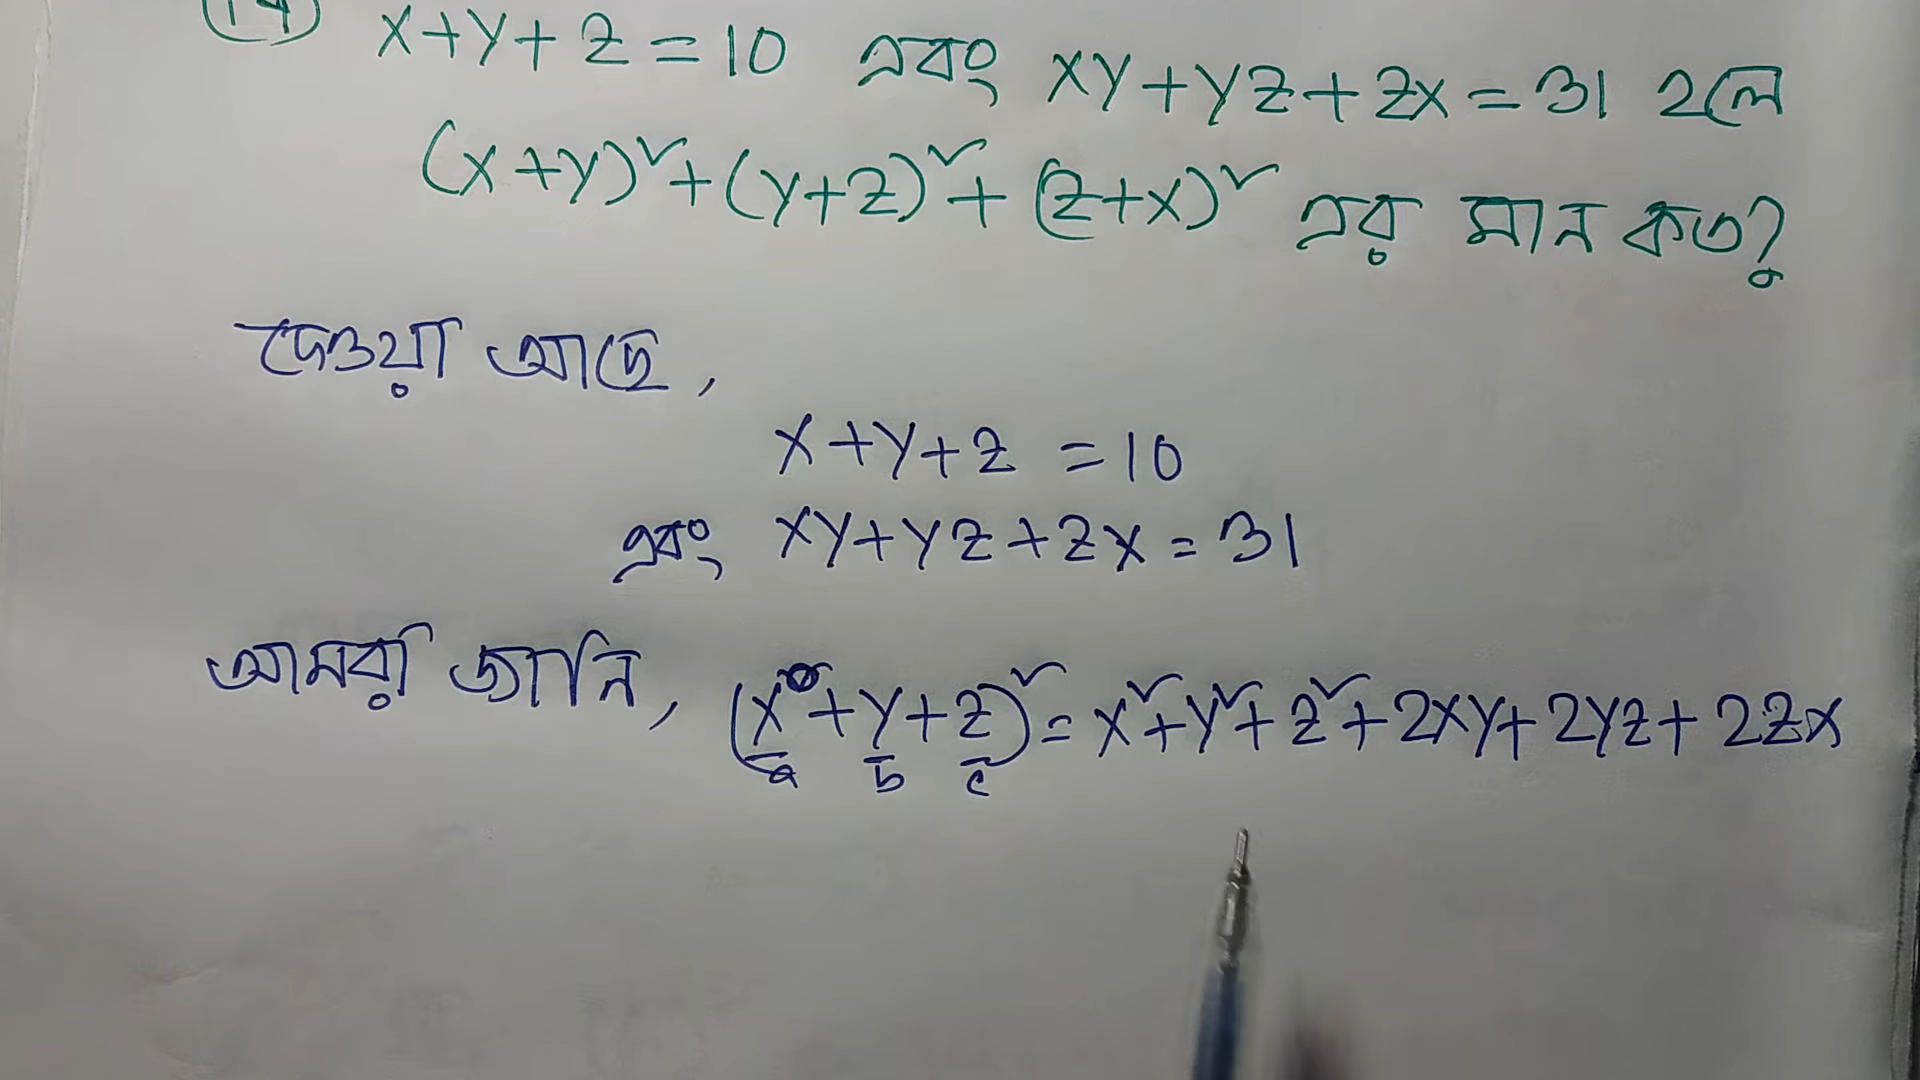 (14) x+y+z=10 এবং xy+yz+zx=31 হলে
(x+y)²+(y+z)²+(z+x)² এর মান কত?
দেওয়া আছে,
x+y+z =10
এবং xy+yz+zx=31
আমরা জানি, (x+y+z)²=x²+y²+z²+2xy+2yz+2zx
a b c